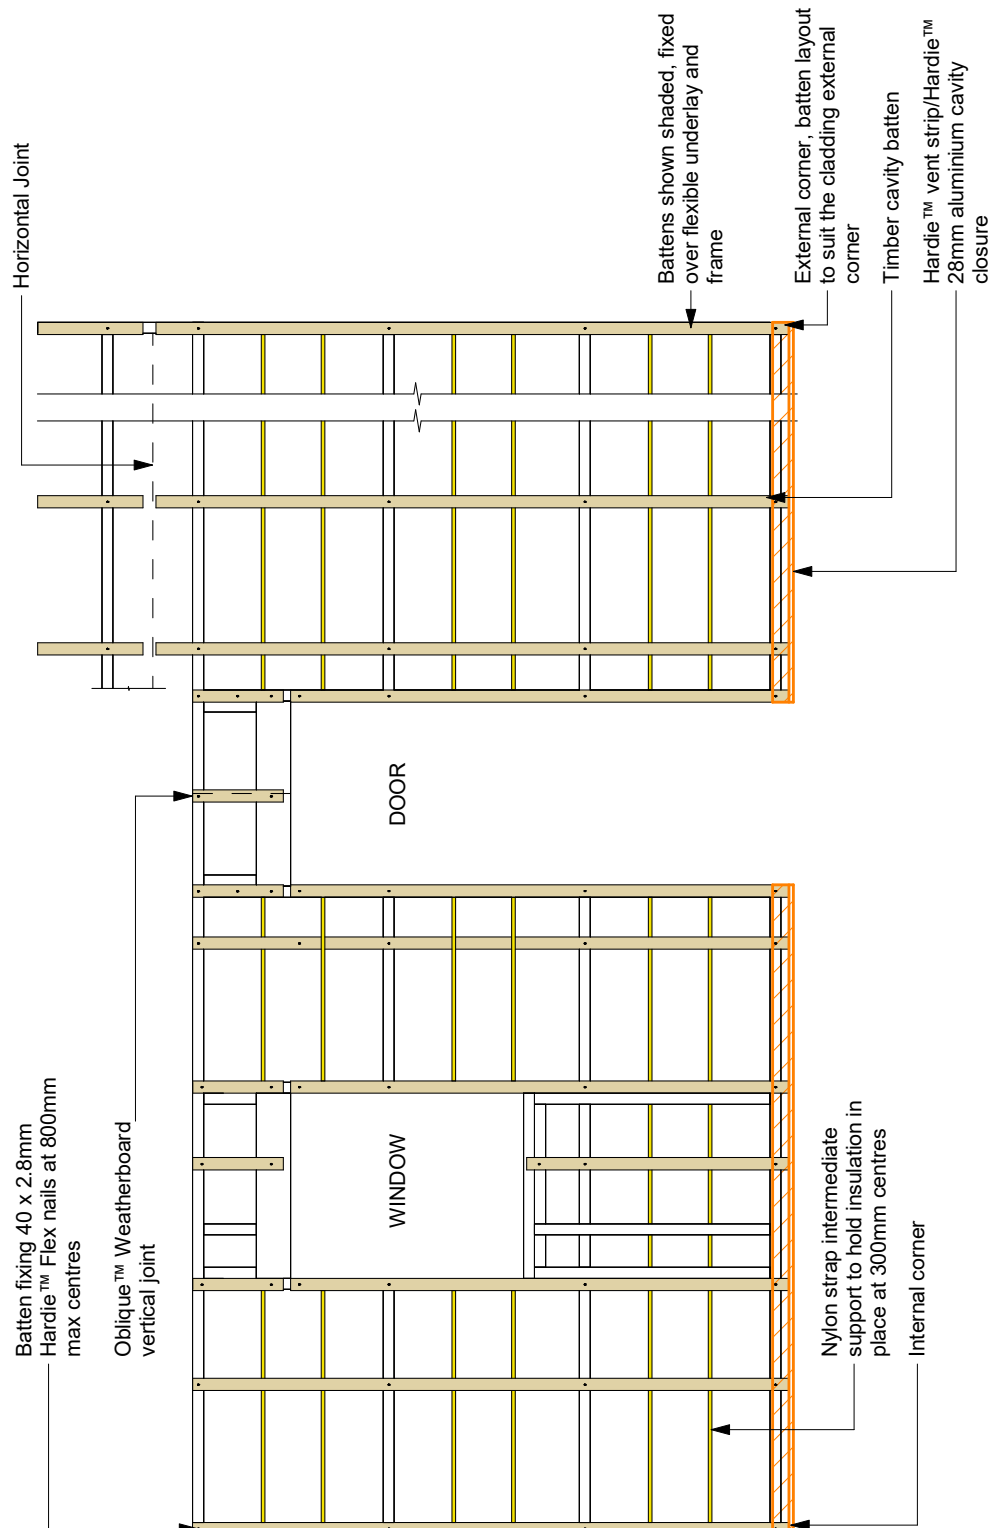 Horizontal Joint
Battens shown shaded, fixed
over flexible underlay and
frame
External corner, batten layout
to suit the cladding external
corner
Timber cavity batten
Hardie™ vent strip/Hardie™
28mm aluminium cavity
closure
DOOR
Batten fixing 40 x 2.8mm
Hardie™ Flex nails at 800mm
max centres
Oblique™ Weatherboard
vertical joint
WINDOW
Nylon strap intermediate
support to hold insulation in
place at 300mm centres
Internal corner